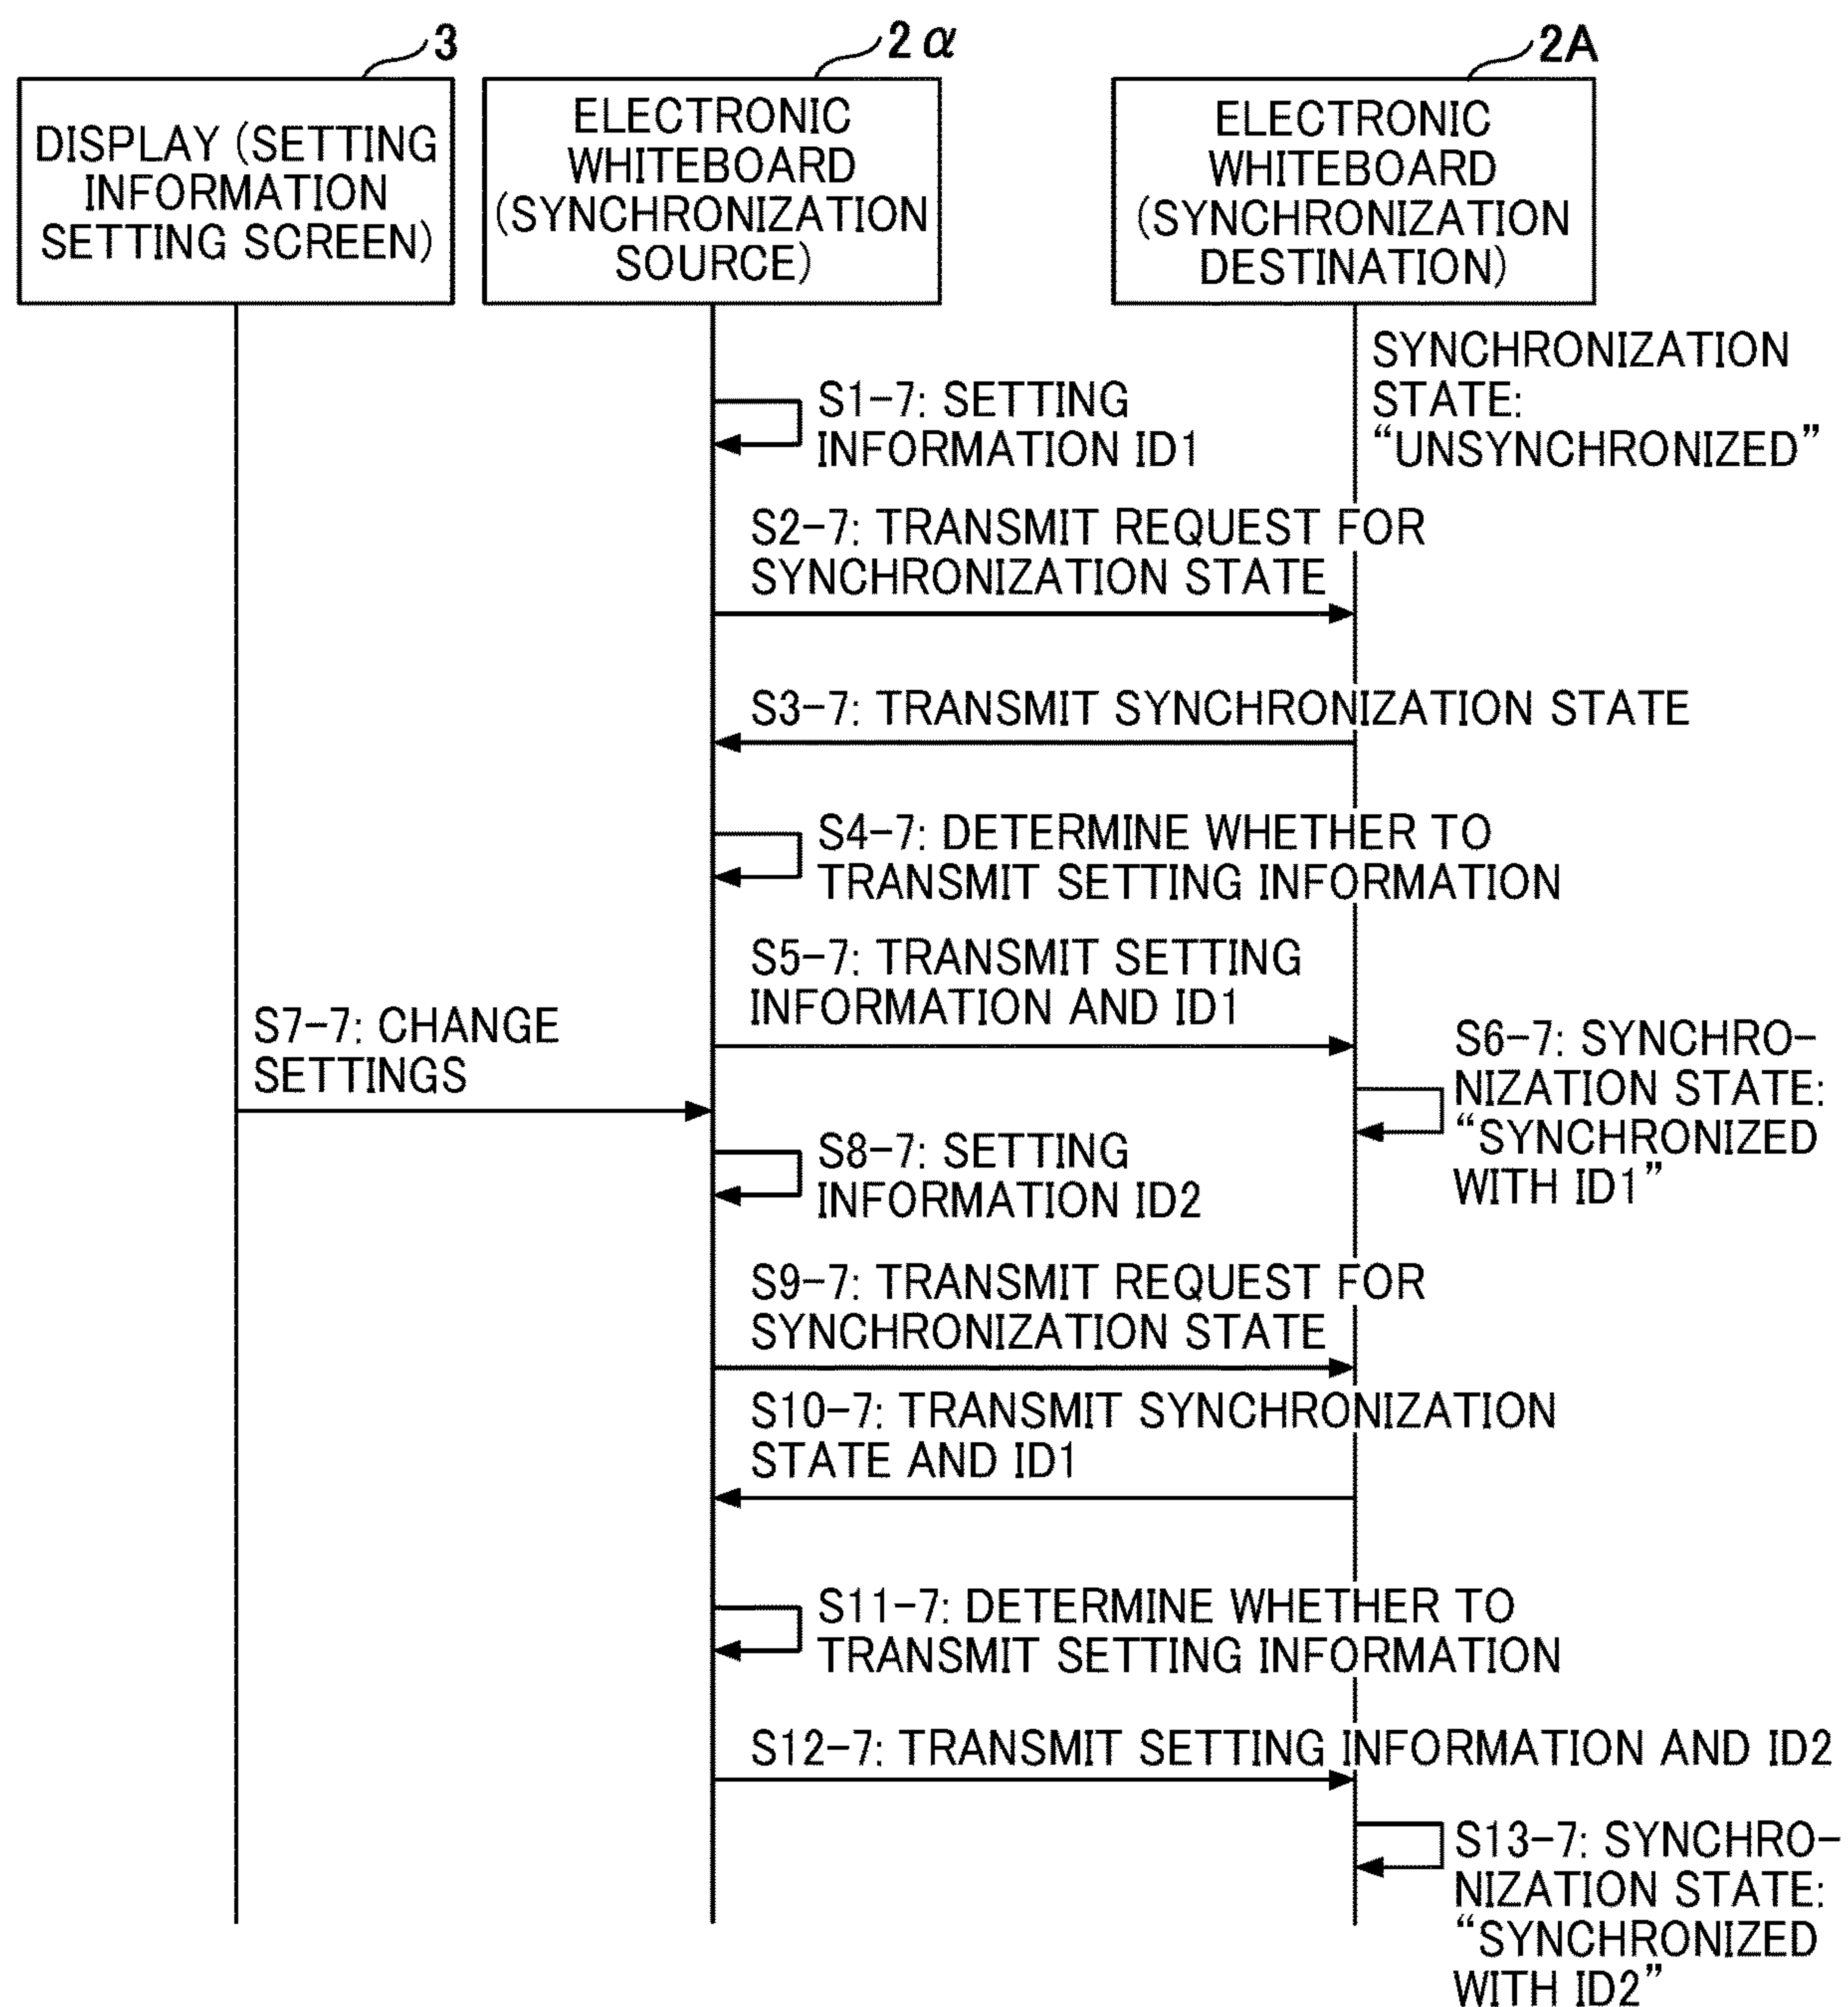 3
2α
2A
DISPLAY (SETTING
INFORMATION
SETTING SCREEN)
ELECTRONIC
WHITEBOARD
(SYNCHRONIZATION
SOURCE)
ELECTRONIC
WHITEBOARD
(SYNCHRONIZATION
DESTINATION)
SYNCHRONIZATION
STATE:
“UNSYNCHRONIZED”
S1-7: SETTING
INFORMATION ID1
S2-7: TRANSMIT REQUEST FOR
SYNCHRONIZATION STATE
S3-7: TRANSMIT SYNCHRONIZATION STATE
S4-7: DETERMINE WHETHER TO
TRANSMIT SETTING INFORMATION
S5-7: TRANSMIT SETTING
INFORMATION AND ID1
S6-7: SYNCHRO-
NIZATION STATE:
“SYNCHRONIZED
WITH ID1”
S7-7: CHANGE
SETTINGS
S8-7: SETTING
INFORMATION ID2
S9-7: TRANSMIT REQUEST FOR
SYNCHRONIZATION STATE
S10-7: TRANSMIT SYNCHRONIZATION
STATE AND ID1
S11-7: DETERMINE WHETHER TO
TRANSMIT SETTING INFORMATION
S12-7: TRANSMIT SETTING INFORMATION AND ID2
S13-7: SYNCHRO-
NIZATION STATE:
“SYNCHRONIZED
WITH ID2”